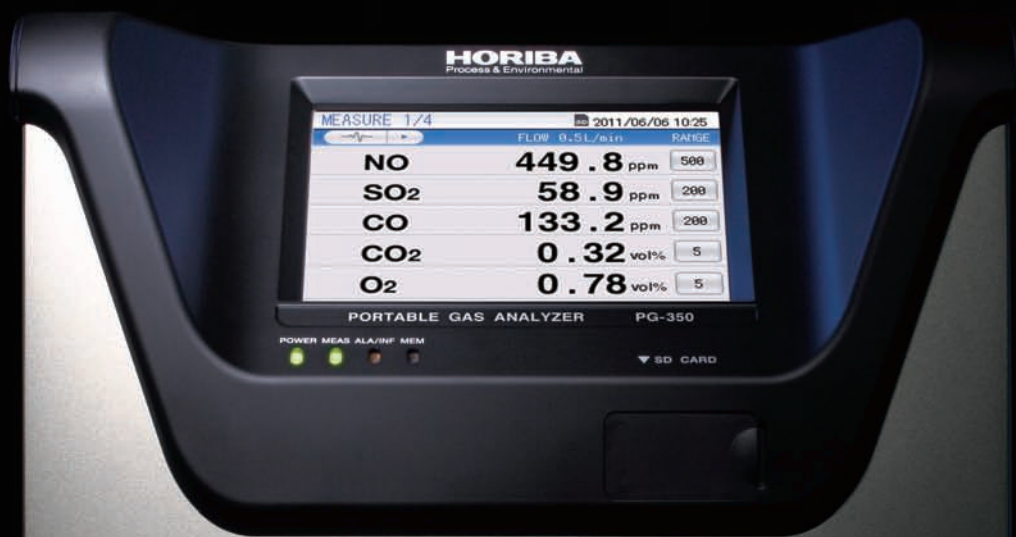 HORIBA
Process & Environmental
MEASURE 1/4 SD 2011/06/06 10:25
FLOW 0.5L/min RANGE
NO 449.8 ppm 500
SO2 58.9 ppm 200
CO 133.2 ppm 200
CO2 0.32 vol% 5
O2 0.78 vol% 5
PORTABLE GAS ANALYZER PG-350
POWER MEAS ALA/INF MEM
▼ SD CARD